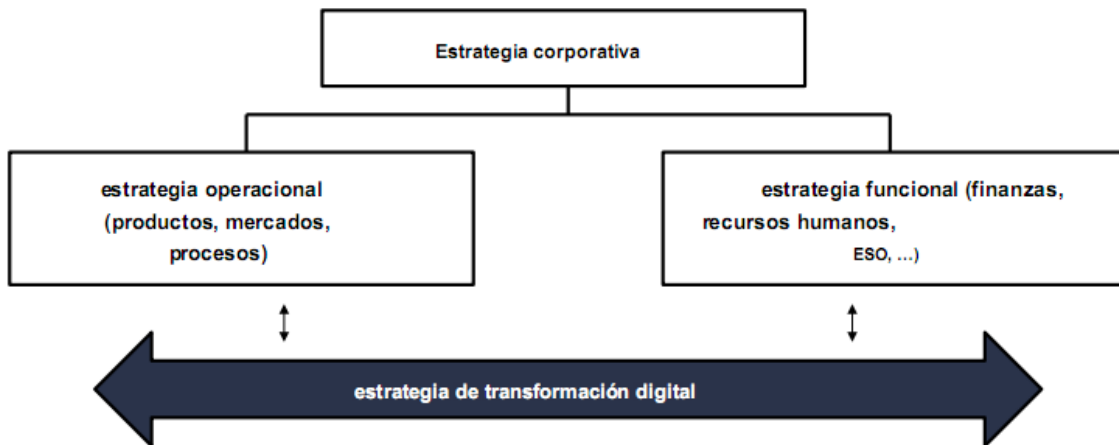 Estrategia corporativa
estrategia operacional
(productos, mercados,
procesos)
estrategia funcional (finanzas,
recursos humanos,
ESO, ...)
estrategia de transformación digital